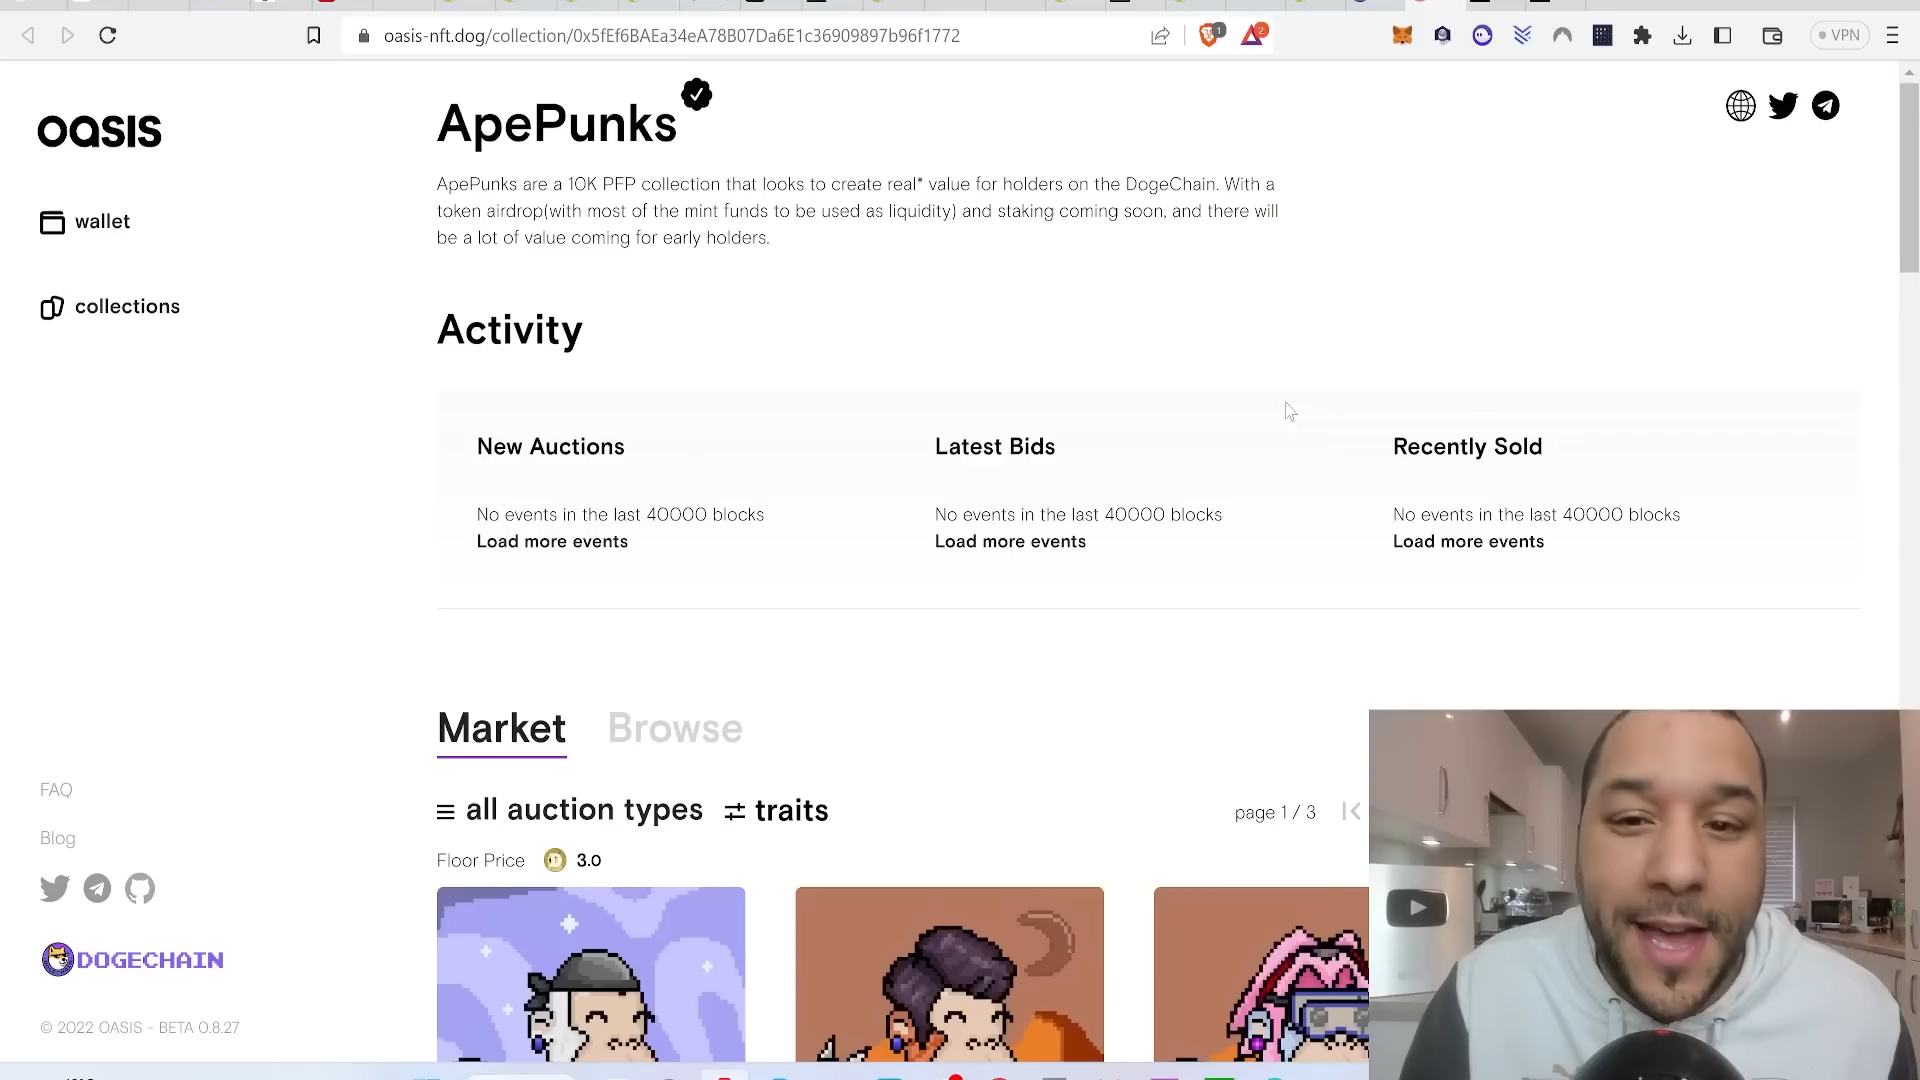 oasis-nft.dog/collection/0x5fEf6BAEa34eA78B07Da6E1c36909897b96f1772
1
2
VPN
OASIS
wallet
collections
ApePunks
ApePunks are a 10K PFP collection that looks to create real* value for holders on the DogeChain. With a
token airdrop(with most of the mint funds to be used as liquidity) and staking coming soon, and there will
be a lot of value coming for early holders.
Activity
New Auctions
Latest Bids
Recently Sold
No events in the last 40000 blocks
No events in the last 40000 blocks
No events in the last 40000 blocks
Load more events
Load more events
Load more events
Market
Browse
all auction types
traits
page 1 / 3
Floor Price
3.0
FAQ
Blog
DOGECHAIN
© 2022 OASIS - BETA 0.8.27